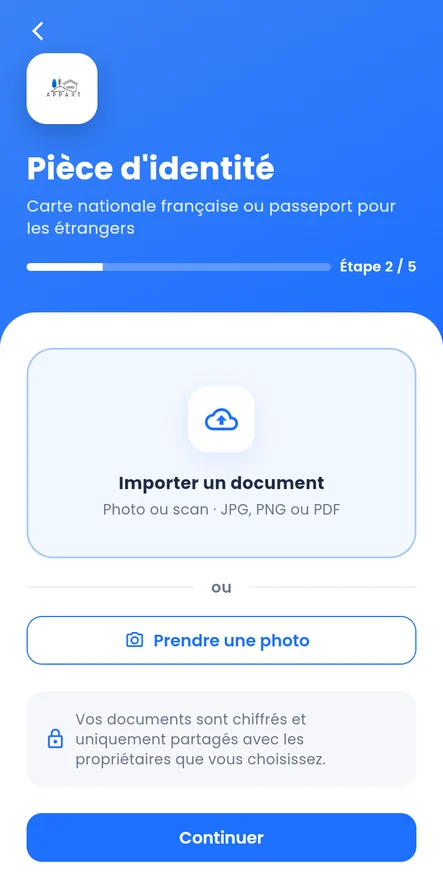 APPART
Pièce d'identité
Carte nationale française ou passeport pour
les étrangers
Étape 2 / 5
Importer un document
Photo ou scan · JPG, PNG ou PDF
ou
Prendre une photo
Vos documents sont chiffrés et
uniquement partagés avec les
propriétaires que vous choisissez.
Continuer